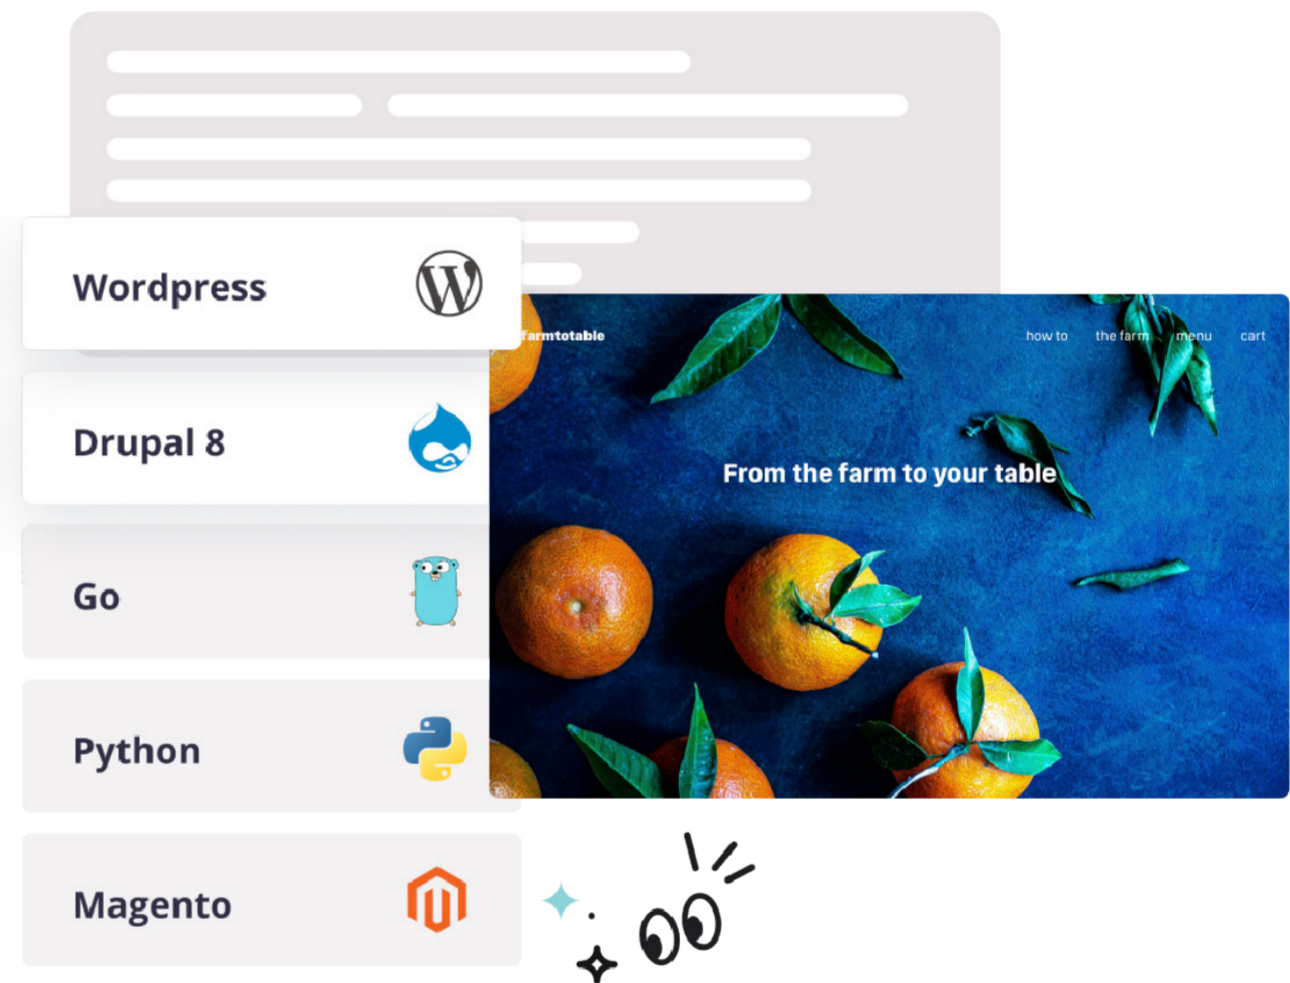 Wordpress
farmtotable
how to
the farm
menu
cart
Drupal 8
From the farm to your table
Go
Python
Magento